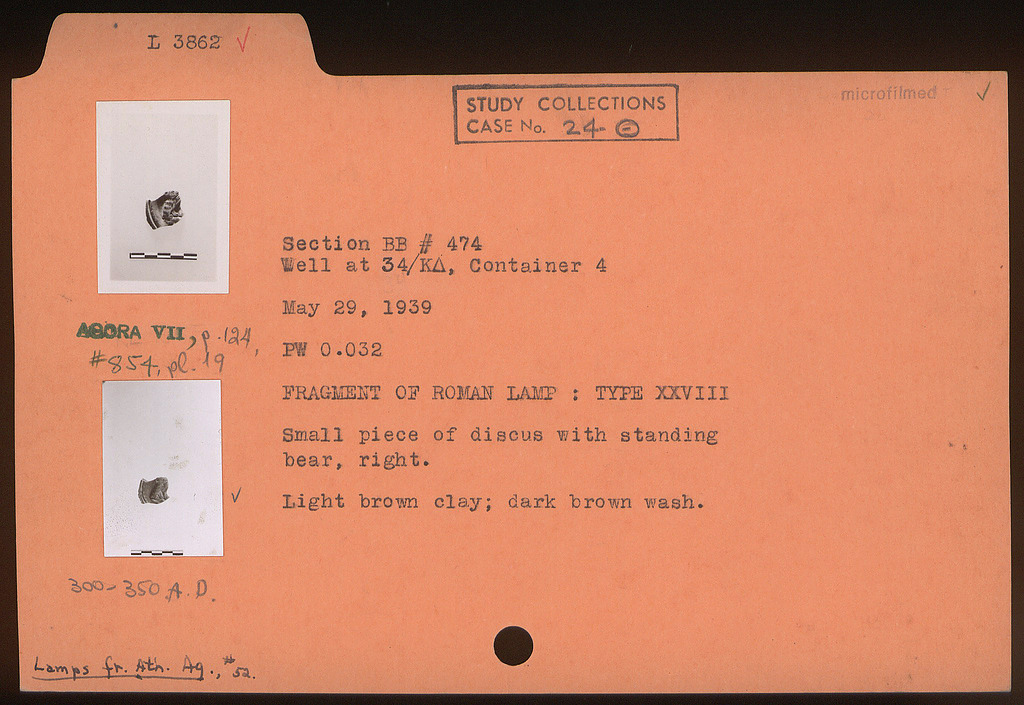 L 3862 ✓
STUDY COLLECTIONS
CASE No. 24 ⊖
microfilmed ✓
Section BB # 474
Well at 34/ΚΔ, Container 4
May 29, 1939
PW 0.032
FRAGMENT OF ROMAN LAMP : TYPE XXVIII
Small piece of discus with standing
bear, right.
Light brown clay; dark brown wash.
AGORA VII, p. 124,
#854, pl. 19
✓
300-350 A.D.
Lamps fr. Ath. Ag., #52.